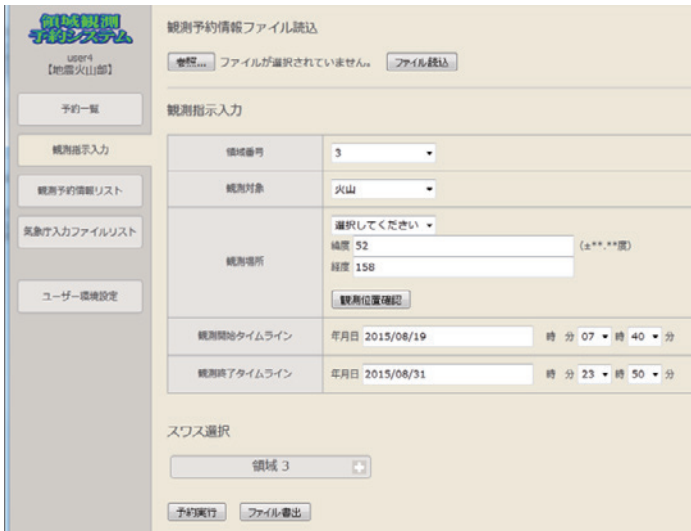 領域観測
予約システム
user4
【地震火山部】
予約一覧
観測指示入力
観測予約情報リスト
気象庁入力ファイルリスト
ユーザー環境設定
観測予約情報ファイル読込
参照... ファイルが選択されていません。 ファイル読込
観測指示入力
領域番号 3
観測対象 火山
観測場所
選択してください
緯度 52 (±**.**度)
経度 158
観測位置確認
観測開始タイムライン 年月日 2015/08/19 時 分 07 時 40 分
観測終了タイムライン 年月日 2015/08/31 時 分 23 時 50 分
スワス選択
領域 3
予約実行 ファイル書出